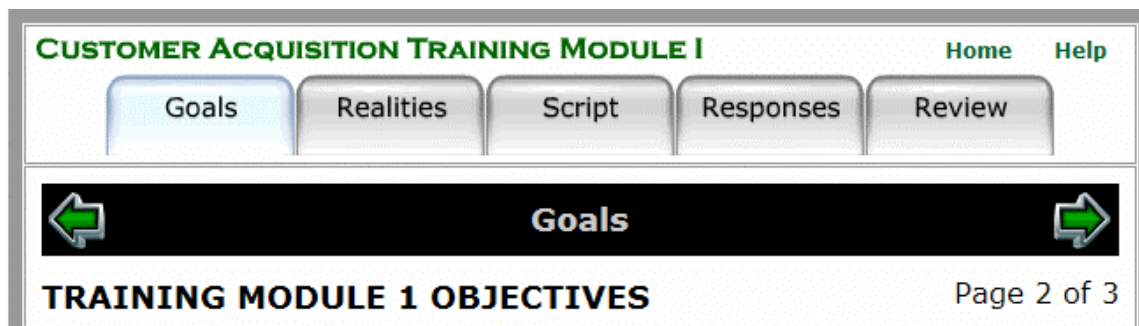 CUSTOMER ACQUISITION TRAINING MODULE I Home Help
Goals Realities Script Responses Review
Goals
TRAINING MODULE 1 OBJECTIVES Page 2 of 3